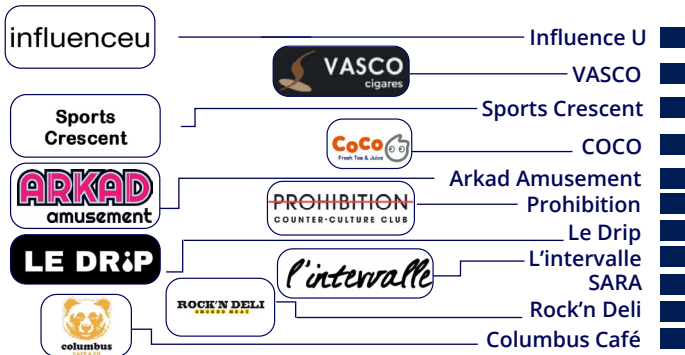 influenceu
Influence U
VASCO
cigares
VASCO
Sports
Crescent
Sports Crescent
CoCo
Fresh Tea & Juice
COCO
ARKAD
amusement
Arkad Amusement
PROHIBITION
COUNTER-CULTURE CLUB
Prohibition
LE DRIP
Le Drip
l'intervalle
L'intervalle
SARA
ROCK'N DELI
SMOKED MEAT
Rock'n Deli
columbus
CAFÉ & CO
Columbus Café